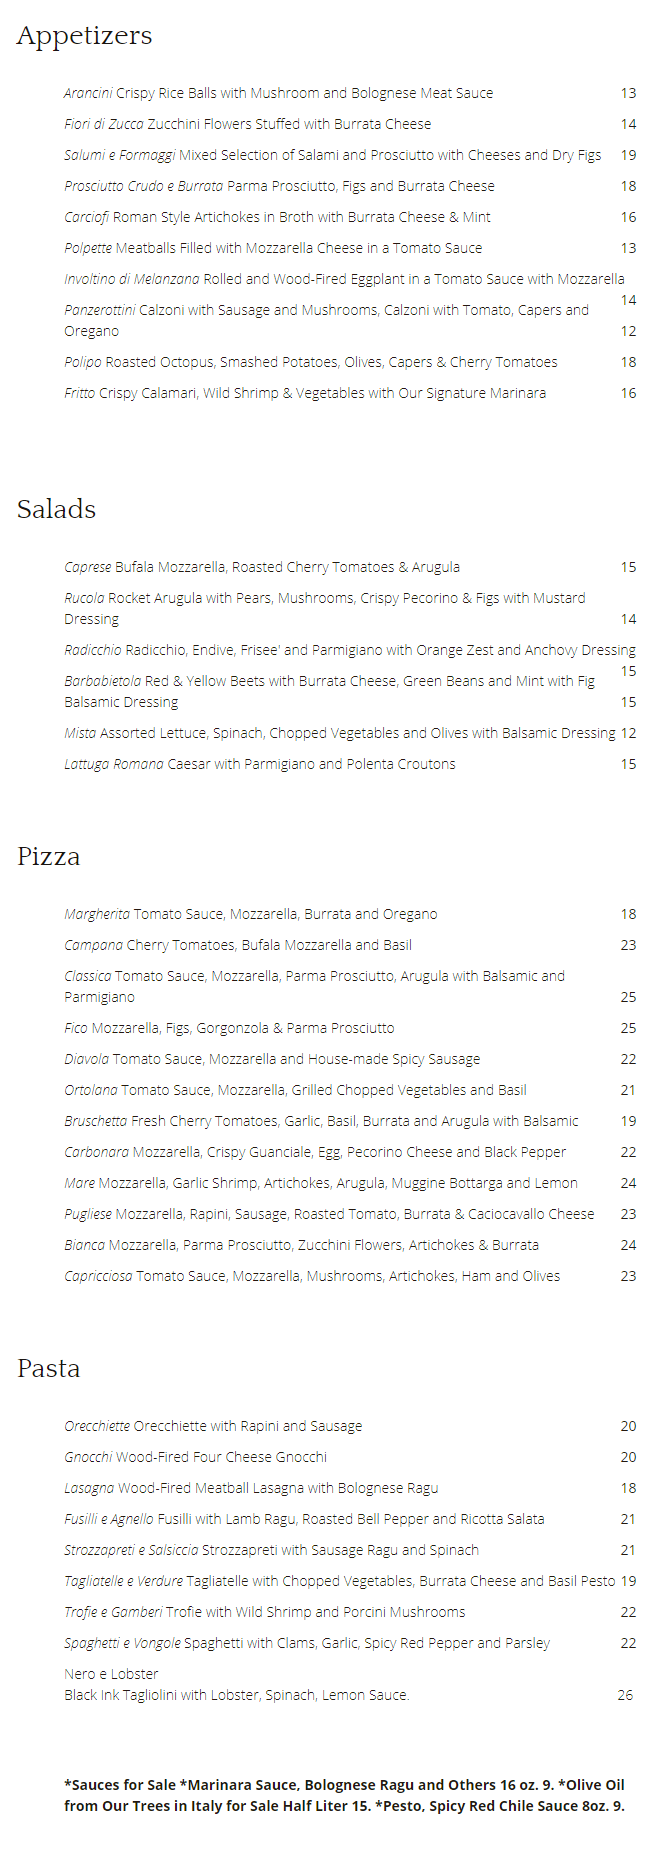 Appetizers
Arancini Crispy Rice Balls with Mushroom and Bolognese Meat Sauce 13
Fiori di Zucca Zucchini Flowers Stuffed with Burrata Cheese 14
Salumi e Formaggi Mixed Selection of Salami and Prosciutto with Cheeses and Dry Figs 19
Prosciutto Crudo e Burrata Parma Prosciutto, Figs and Burrata Cheese 18
Carciofi Roman Style Artichokes in Broth with Burrata Cheese & Mint 16
Polpette Meatballs Filled with Mozzarella Cheese in a Tomato Sauce 13
Involtino di Melanzana Rolled and Wood-Fired Eggplant in a Tomato Sauce with Mozzarella
14
Panzerottini Calzoni with Sausage and Mushrooms, Calzoni with Tomato, Capers and
Oregano 12
Polipo Roasted Octopus, Smashed Potatoes, Olives, Capers & Cherry Tomatoes 18
Fritto Crispy Calamari, Wild Shrimp & Vegetables with Our Signature Marinara 16
Salads
Caprese Bufala Mozzarella, Roasted Cherry Tomatoes & Arugula 15
Rucola Rocket Arugula with Pears, Mushrooms, Crispy Pecorino & Figs with Mustard
Dressing 14
Radicchio Radicchio, Endive, Frisee' and Parmigiano with Orange Zest and Anchovy Dressing
15
Barbabietola Red & Yellow Beets with Burrata Cheese, Green Beans and Mint with Fig
Balsamic Dressing 15
Mista Assorted Lettuce, Spinach, Chopped Vegetables and Olives with Balsamic Dressing 12
Lattuga Romana Caesar with Parmigiano and Polenta Croutons 15
Pizza
Margherita Tomato Sauce, Mozzarella, Burrata and Oregano 18
Campana Cherry Tomatoes, Bufala Mozzarella and Basil 23
Classica Tomato Sauce, Mozzarella, Parma Prosciutto, Arugula with Balsamic and
Parmigiano 25
Fico Mozzarella, Figs, Gorgonzola & Parma Prosciutto 25
Diavola Tomato Sauce, Mozzarella and House-made Spicy Sausage 22
Ortolana Tomato Sauce, Mozzarella, Grilled Chopped Vegetables and Basil 21
Bruschetta Fresh Cherry Tomatoes, Garlic, Basil, Burrata and Arugula with Balsamic 19
Carbonara Mozzarella, Crispy Guanciale, Egg, Pecorino Cheese and Black Pepper 22
Mare Mozzarella, Garlic Shrimp, Artichokes, Arugula, Muggine Bottarga and Lemon 24
Pugliese Mozzarella, Rapini, Sausage, Roasted Tomato, Burrata & Caciocavallo Cheese 23
Bianca Mozzarella, Parma Prosciutto, Zucchini Flowers, Artichokes & Burrata 24
Capricciosa Tomato Sauce, Mozzarella, Mushrooms, Artichokes, Ham and Olives 23
Pasta
Orecchiette Orecchiette with Rapini and Sausage 20
Gnocchi Wood-Fired Four Cheese Gnocchi 20
Lasagna Wood-Fired Meatball Lasagna with Bolognese Ragu 18
Fusilli e Agnello Fusilli with Lamb Ragu, Roasted Bell Pepper and Ricotta Salata 21
Strozzapreti e Salsiccia Strozzapreti with Sausage Ragu and Spinach 21
Tagliatelle e Verdure Tagliatelle with Chopped Vegetables, Burrata Cheese and Basil Pesto 19
Trofie e Gamberi Trofie with Wild Shrimp and Porcini Mushrooms 22
Spaghetti e Vongole Spaghetti with Clams, Garlic, Spicy Red Pepper and Parsley 22
Nero e Lobster
Black Ink Tagliolini with Lobster, Spinach, Lemon Sauce. 26
*Sauces for Sale *Marinara Sauce, Bolognese Ragu and Others 16 oz. 9. *Olive Oil
from Our Trees in Italy for Sale Half Liter 15. *Pesto, Spicy Red Chile Sauce 8oz. 9.